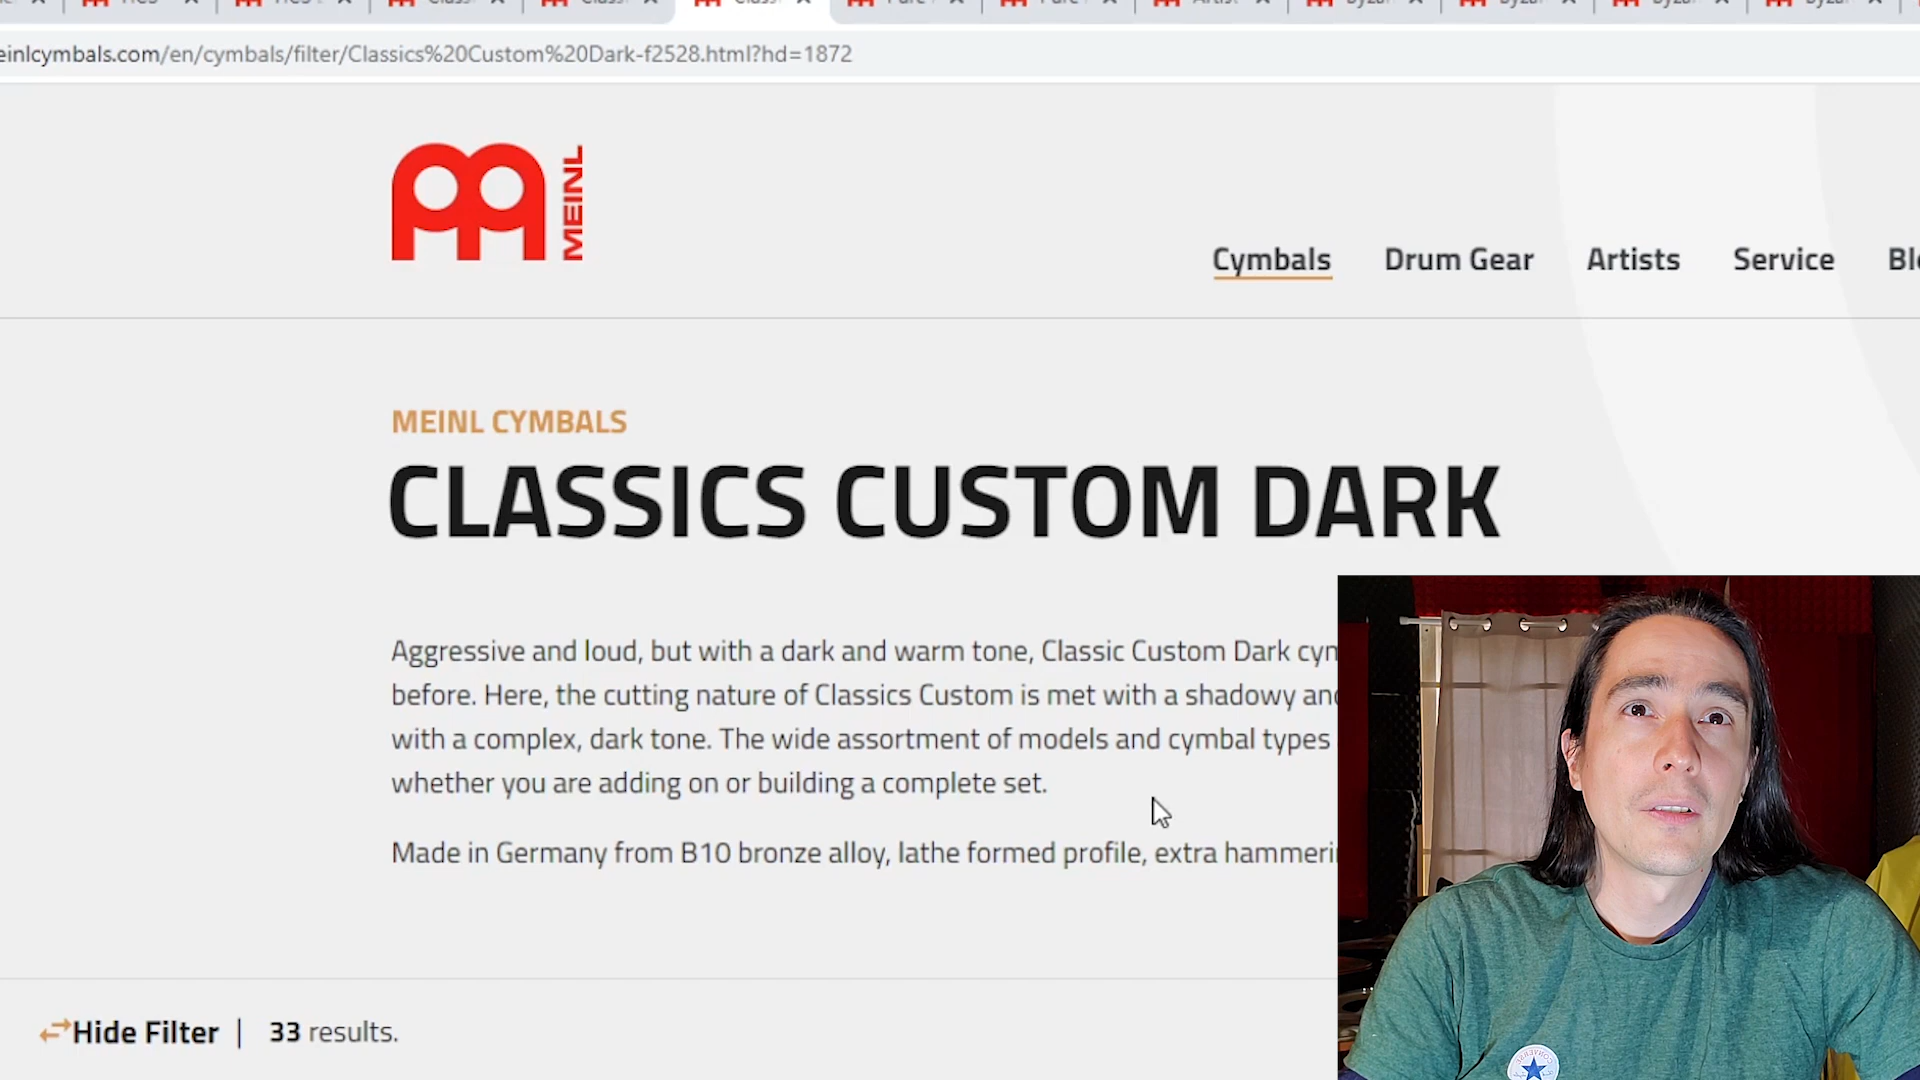 einlcymbals.com/en/cymbals/filter/Classics%20Custom%20Dark-f2528.html?hd=1872
MEINL
Cymbals Drum Gear Artists Service
MEINL CYMBALS
CLASSICS CUSTOM DARK
Aggressive and loud, but with a dark and warm tone, Classic Custom Dark
before. Here, the cutting nature of Classics Custom is met with a shadowy
with a complex, dark tone. The wide assortment of models and cymbal types
whether you are adding on or building a complete set.
Made in Germany from B10 bronze alloy, lathe formed profile, extra
Hide Filter | 33 results.
CONVERSE